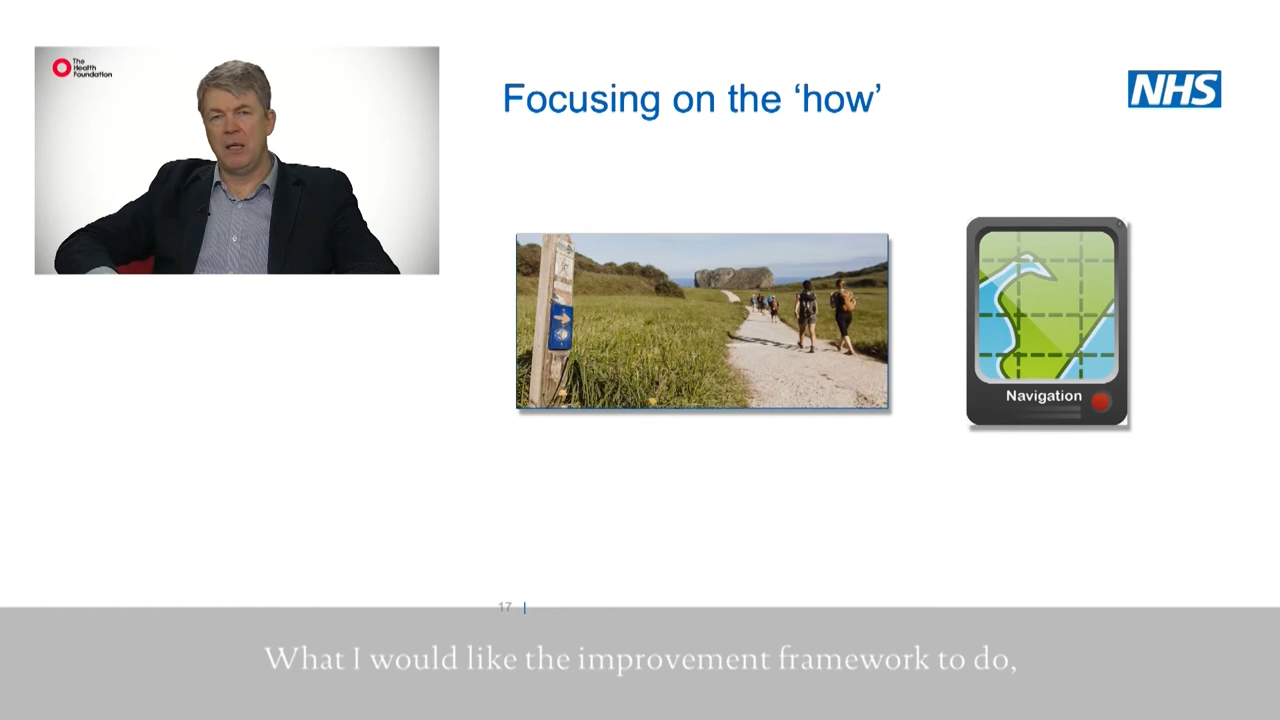 The
Health
Foundation
Focusing on the ‘how’
NHS
Navigation
17
What I would like the improvement framework to do,